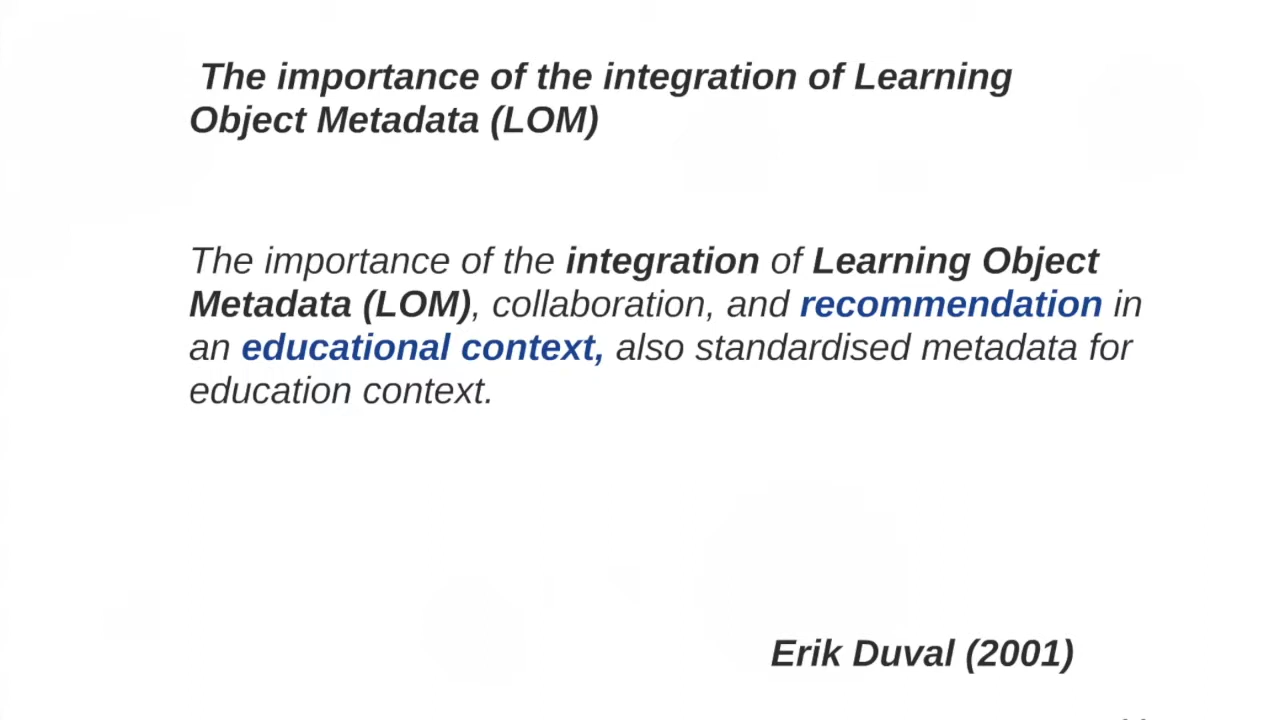 The importance of the integration of Learning
Object Metadata (LOM)
The importance of the integration of Learning Object
Metadata (LOM), collaboration, and recommendation in
an educational context, also standardised metadata for
education context.
Erik Duval (2001)